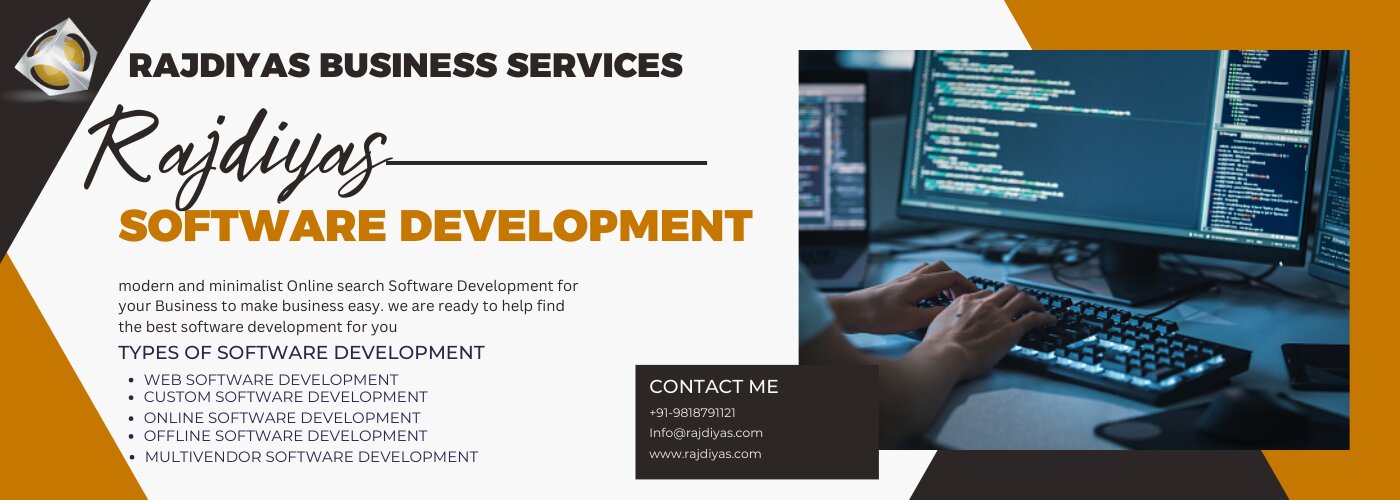 RAJDIYAS BUSINESS SERVICES
Rajdiyas
SOFTWARE DEVELOPMENT
modern and minimalist Online search Software Development for
your Business to make business easy. we are ready to help find
the best software development for you
TYPES OF SOFTWARE DEVELOPMENT
• WEB SOFTWARE DEVELOPMENT
• CUSTOM SOFTWARE DEVELOPMENT
• ONLINE SOFTWARE DEVELOPMENT
• OFFLINE SOFTWARE DEVELOPMENT
• MULTIVENDOR SOFTWARE DEVELOPMENT
CONTACT ME
+91-9818791121
Info@rajdiyas.com
www.rajdiyas.com